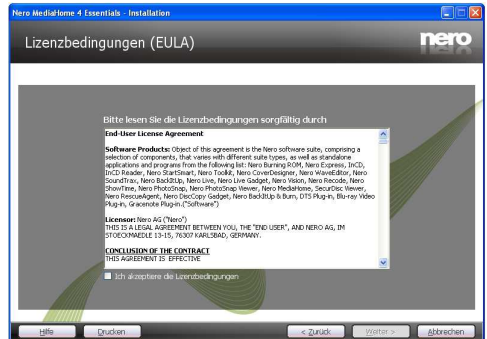 Nero MediaHome 4 Essentials - Installation
Lizenzbedingungen (EULA)
nero
Bitte lesen Sie die Lizenzbedingungen sorgfältig durch
End-User License Agreement
Software Products: Object of this agreement is the Nero software suite, comprising a
selection of components, that varies with different suite types, as well as standalone
applications and programs from the following list: Nero Burning ROM, Nero Express, InCD,
InCD Reader, Nero StartSmart, Nero Toolkit, Nero CoverDesigner, Nero WaveEditor, Nero
SoundTrax, Nero BackItUp, Nero Live, Nero Live Gadget, Nero Vision, Nero Recode, Nero
ShowTime, Nero PhotoSnap, Nero PhotoSnap Viewer, Nero MediaHome, SecurDisc Viewer,
Nero RescueAgent, Nero DiscCopy Gadget, Nero BackItUp & Burn, DTS Plug-in, Blu-ray Video
Plug-in, Gracenote Plug-in.("Software")
Licensor: Nero AG ("Nero")
THIS IS A LEGAL AGREEMENT BETWEEN YOU, THE "END USER", AND NERO AG, IM
STOECKMAEDLE 13-15, 76307 KARLSBAD, GERMANY.
CONCLUSION OF THE CONTRACT
THIS AGREEMENT IS EFFECTIVE
Ich akzeptiere die Lizenzbedingungen
Hilfe Drucken < Zurück Weiter > Abbrechen